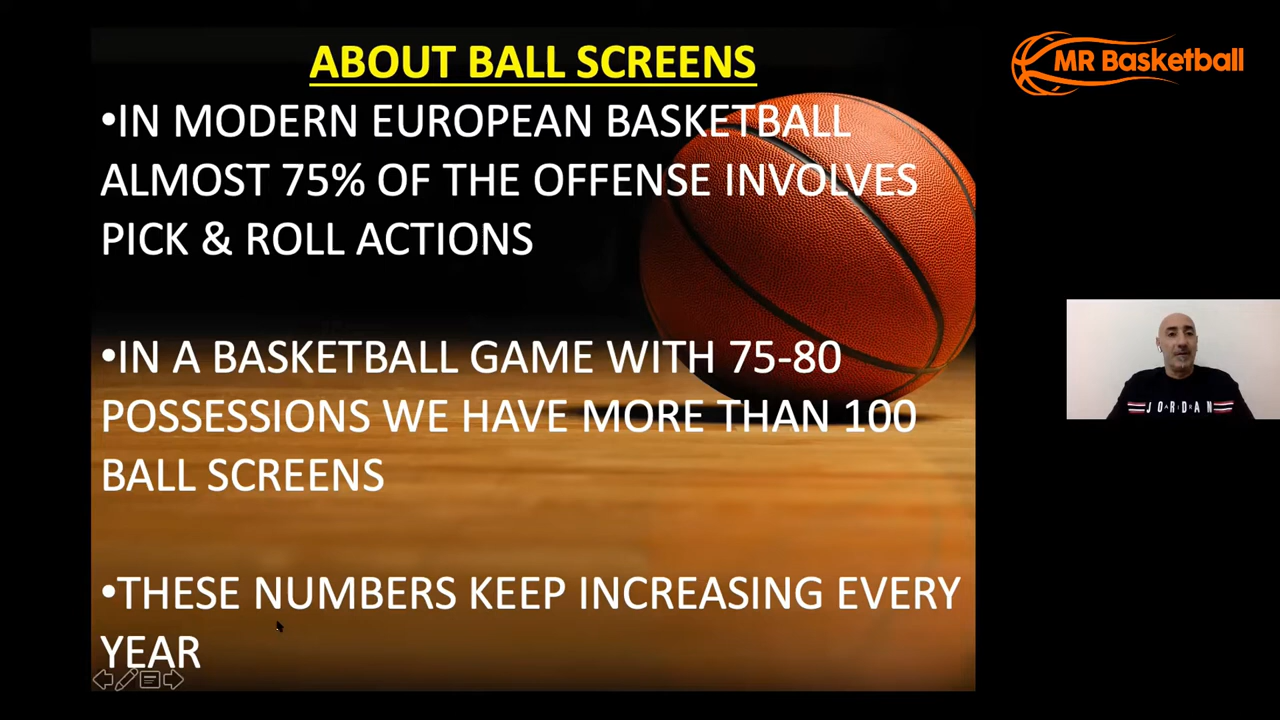 ABOUT BALL SCREENS
•IN MODERN EUROPEAN BASKETBALL
ALMOST 75% OF THE OFFENSE INVOLVES
PICK & ROLL ACTIONS
•IN A BASKETBALL GAME WITH 75-80
POSSESSIONS WE HAVE MORE THAN 100
BALL SCREENS
•THESE NUMBERS KEEP INCREASING EVERY
YEAR
MR Basketball
JORDAN